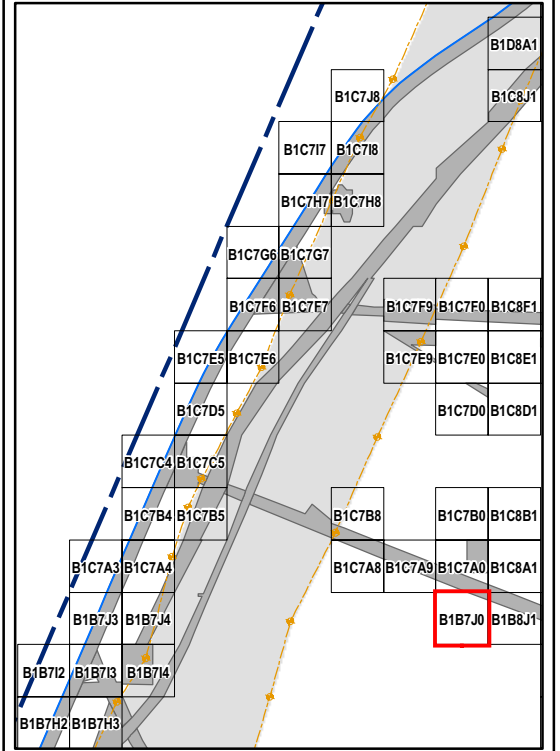 B1D8A1
B1C7J8 B1C8J1
B1C7I7 B1C7I8
B1C7H7 B1C7H8
B1C7G6 B1C7G7
B1C7F6 B1C7F7 B1C7F9 B1C7F0 B1C8F1
B1C7E5 B1C7E6 B1C7E9 B1C7E0 B1C8E1
B1C7D5 B1C7D0 B1C8D1
B1C7C4 B1C7C5
B1C7B4 B1C7B5 B1C7B8 B1C7B0 B1C8B1
B1C7A3 B1C7A4 B1C7A8 B1C7A9 B1C7A0 B1C8A1
B1B7J3 B1B7J4 B1B7J0 B1B8J1
B1B7I2 B1B7I3 B1B7I4
B1B7H2 B1B7H3